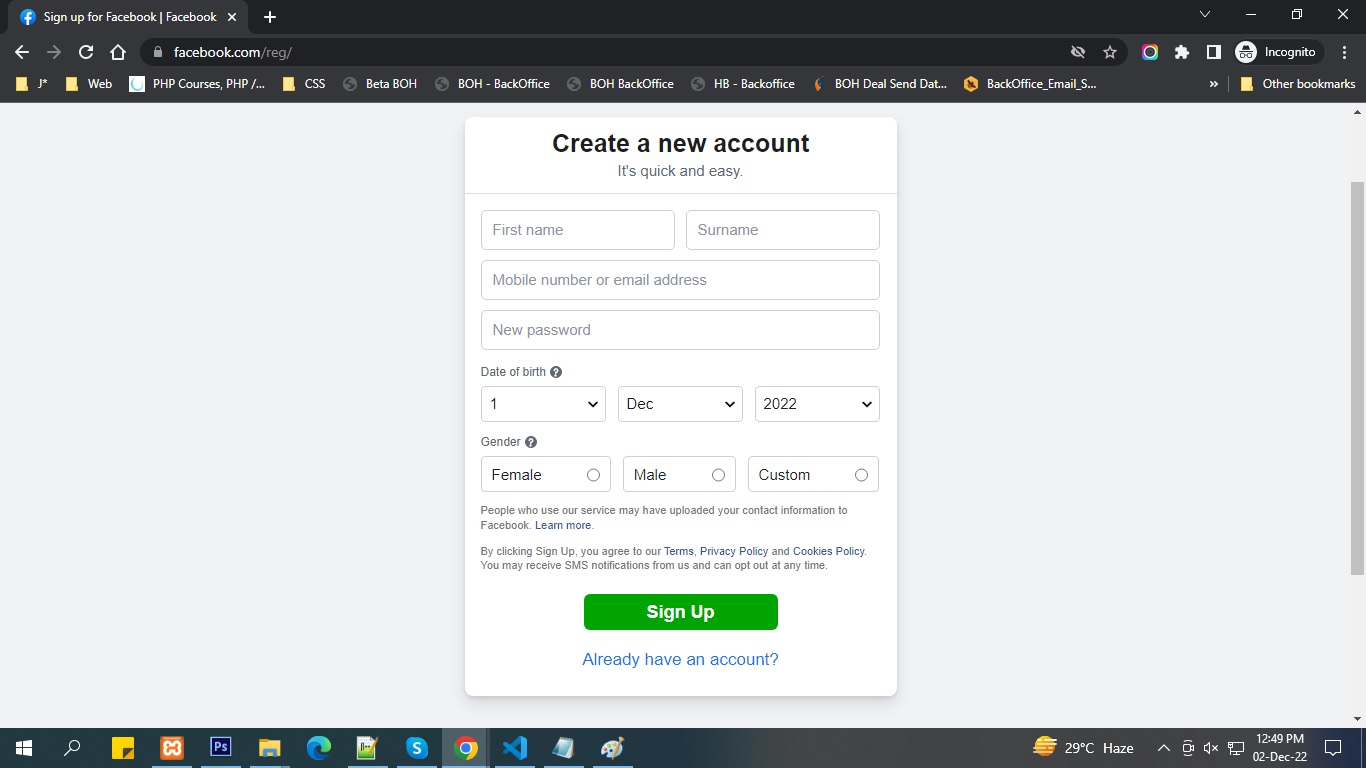 Sign up for Facebook | Facebook
facebook.com/reg/
Incognito
J*
Web
PHP Courses, PHP /...
CSS
Beta BOH
BOH - BackOffice
BOH BackOffice
HB - Backoffice
BOH Deal Send Dat...
BackOffice_Email_S...
»
Other bookmarks
Create a new account
It's quick and easy.
First name
Surname
Mobile number or email address
New password
Date of birth ?
1
Dec
2022
Gender ?
Female
Male
Custom
People who use our service may have uploaded your contact information to
Facebook. Learn more.
By clicking Sign Up, you agree to our Terms, Privacy Policy and Cookies Policy.
You may receive SMS notifications from us and can opt out at any time.
Sign Up
Already have an account?
Ps
29°C Haze
12:49 PM
02-Dec-22